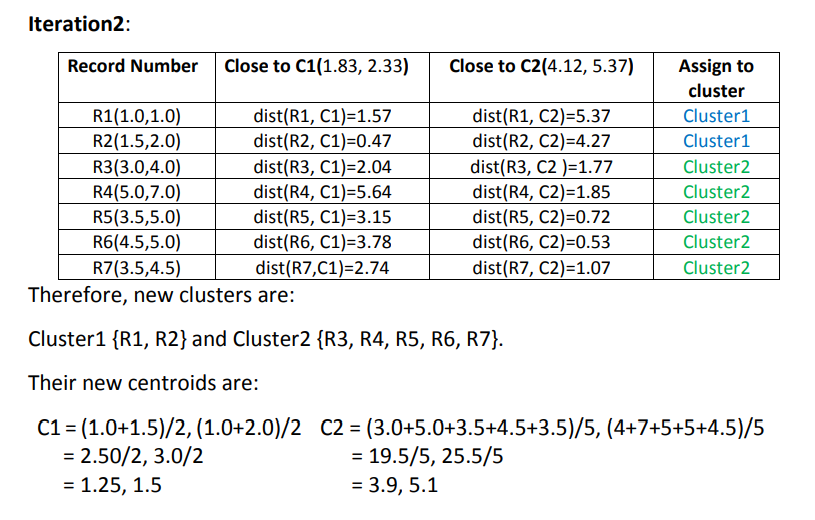 Iteration2:
Record Number Close to C1(1.83, 2.33) Close to C2(4.12, 5.37) Assign to
cluster
R1(1.0,1.0) dist(R1, C1)=1.57 dist(R1, C2)=5.37 Cluster1
R2(1.5,2.0) dist(R2, C1)=0.47 dist(R2, C2)=4.27 Cluster1
R3(3.0,4.0) dist(R3, C1)=2.04 dist(R3, C2 )=1.77 Cluster2
R4(5.0,7.0) dist(R4, C1)=5.64 dist(R4, C2)=1.85 Cluster2
R5(3.5,5.0) dist(R5, C1)=3.15 dist(R5, C2)=0.72 Cluster2
R6(4.5,5.0) dist(R6, C1)=3.78 dist(R6, C2)=0.53 Cluster2
R7(3.5,4.5) dist(R7,C1)=2.74 dist(R7, C2)=1.07 Cluster2
Therefore, new clusters are:
Cluster1 {R1, R2} and Cluster2 {R3, R4, R5, R6, R7}.
Their new centroids are:
C1 = (1.0+1.5)/2, (1.0+2.0)/2 C2 = (3.0+5.0+3.5+4.5+3.5)/5, (4+7+5+5+4.5)/5
= 2.50/2, 3.0/2 = 19.5/5, 25.5/5
= 1.25, 1.5 = 3.9, 5.1